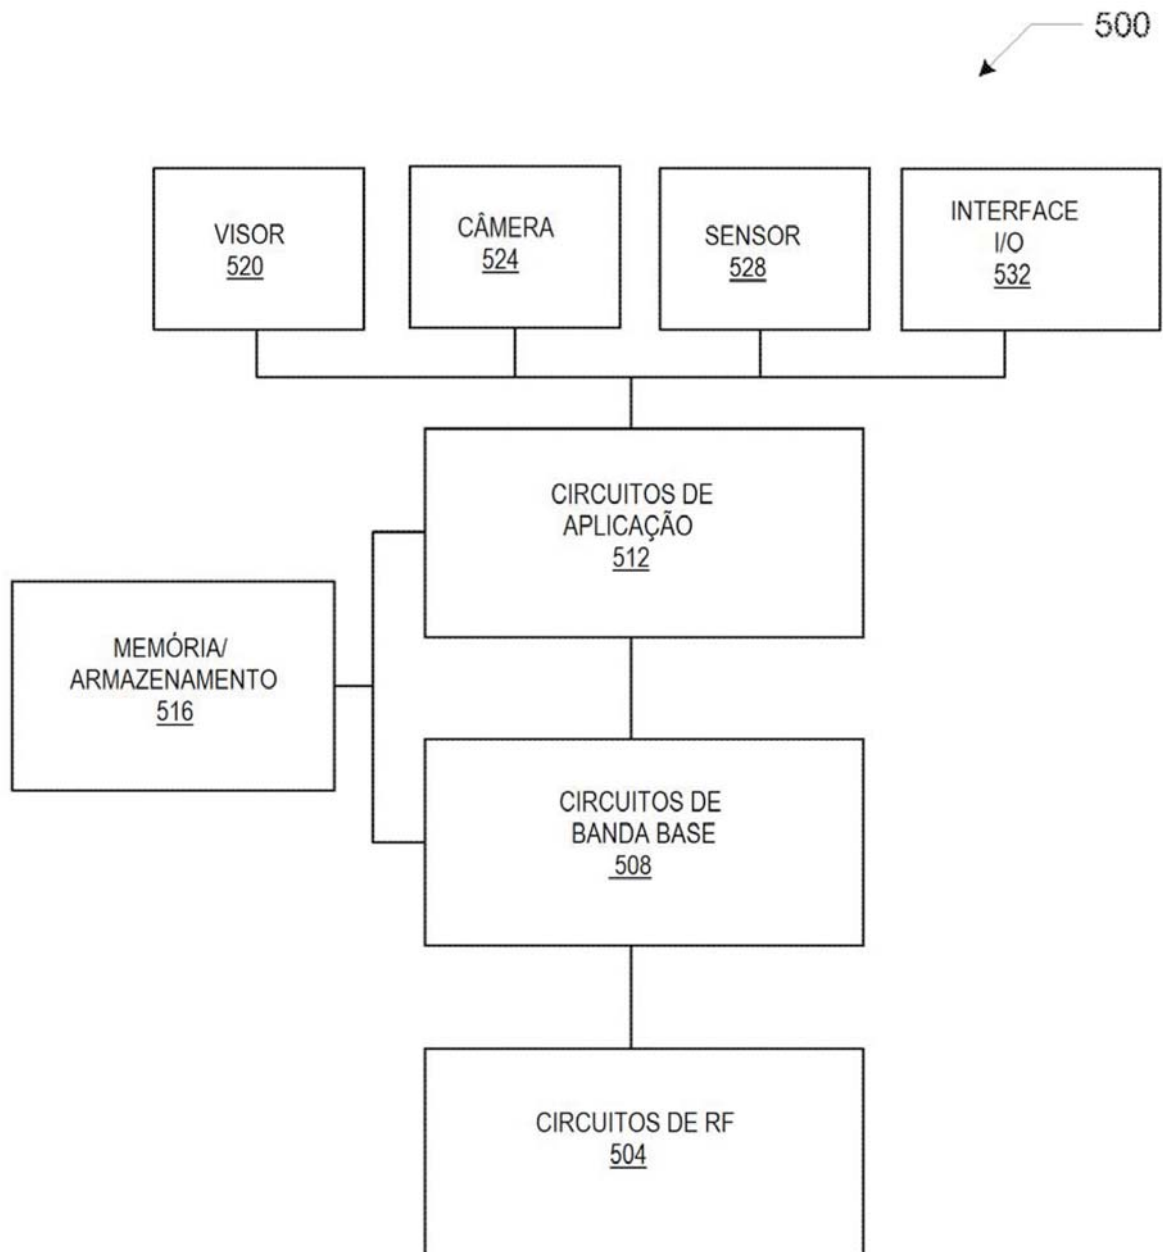 500
VISOR
520
CÂMERA
524
SENSOR
528
INTERFACE
I/O
532
CIRCUITOS DE
APLICAÇÃO
512
MEMÓRIA/
ARMAZENAMENTO
516
CIRCUITOS DE
BANDA BASE
508
CIRCUITOS DE RF
504